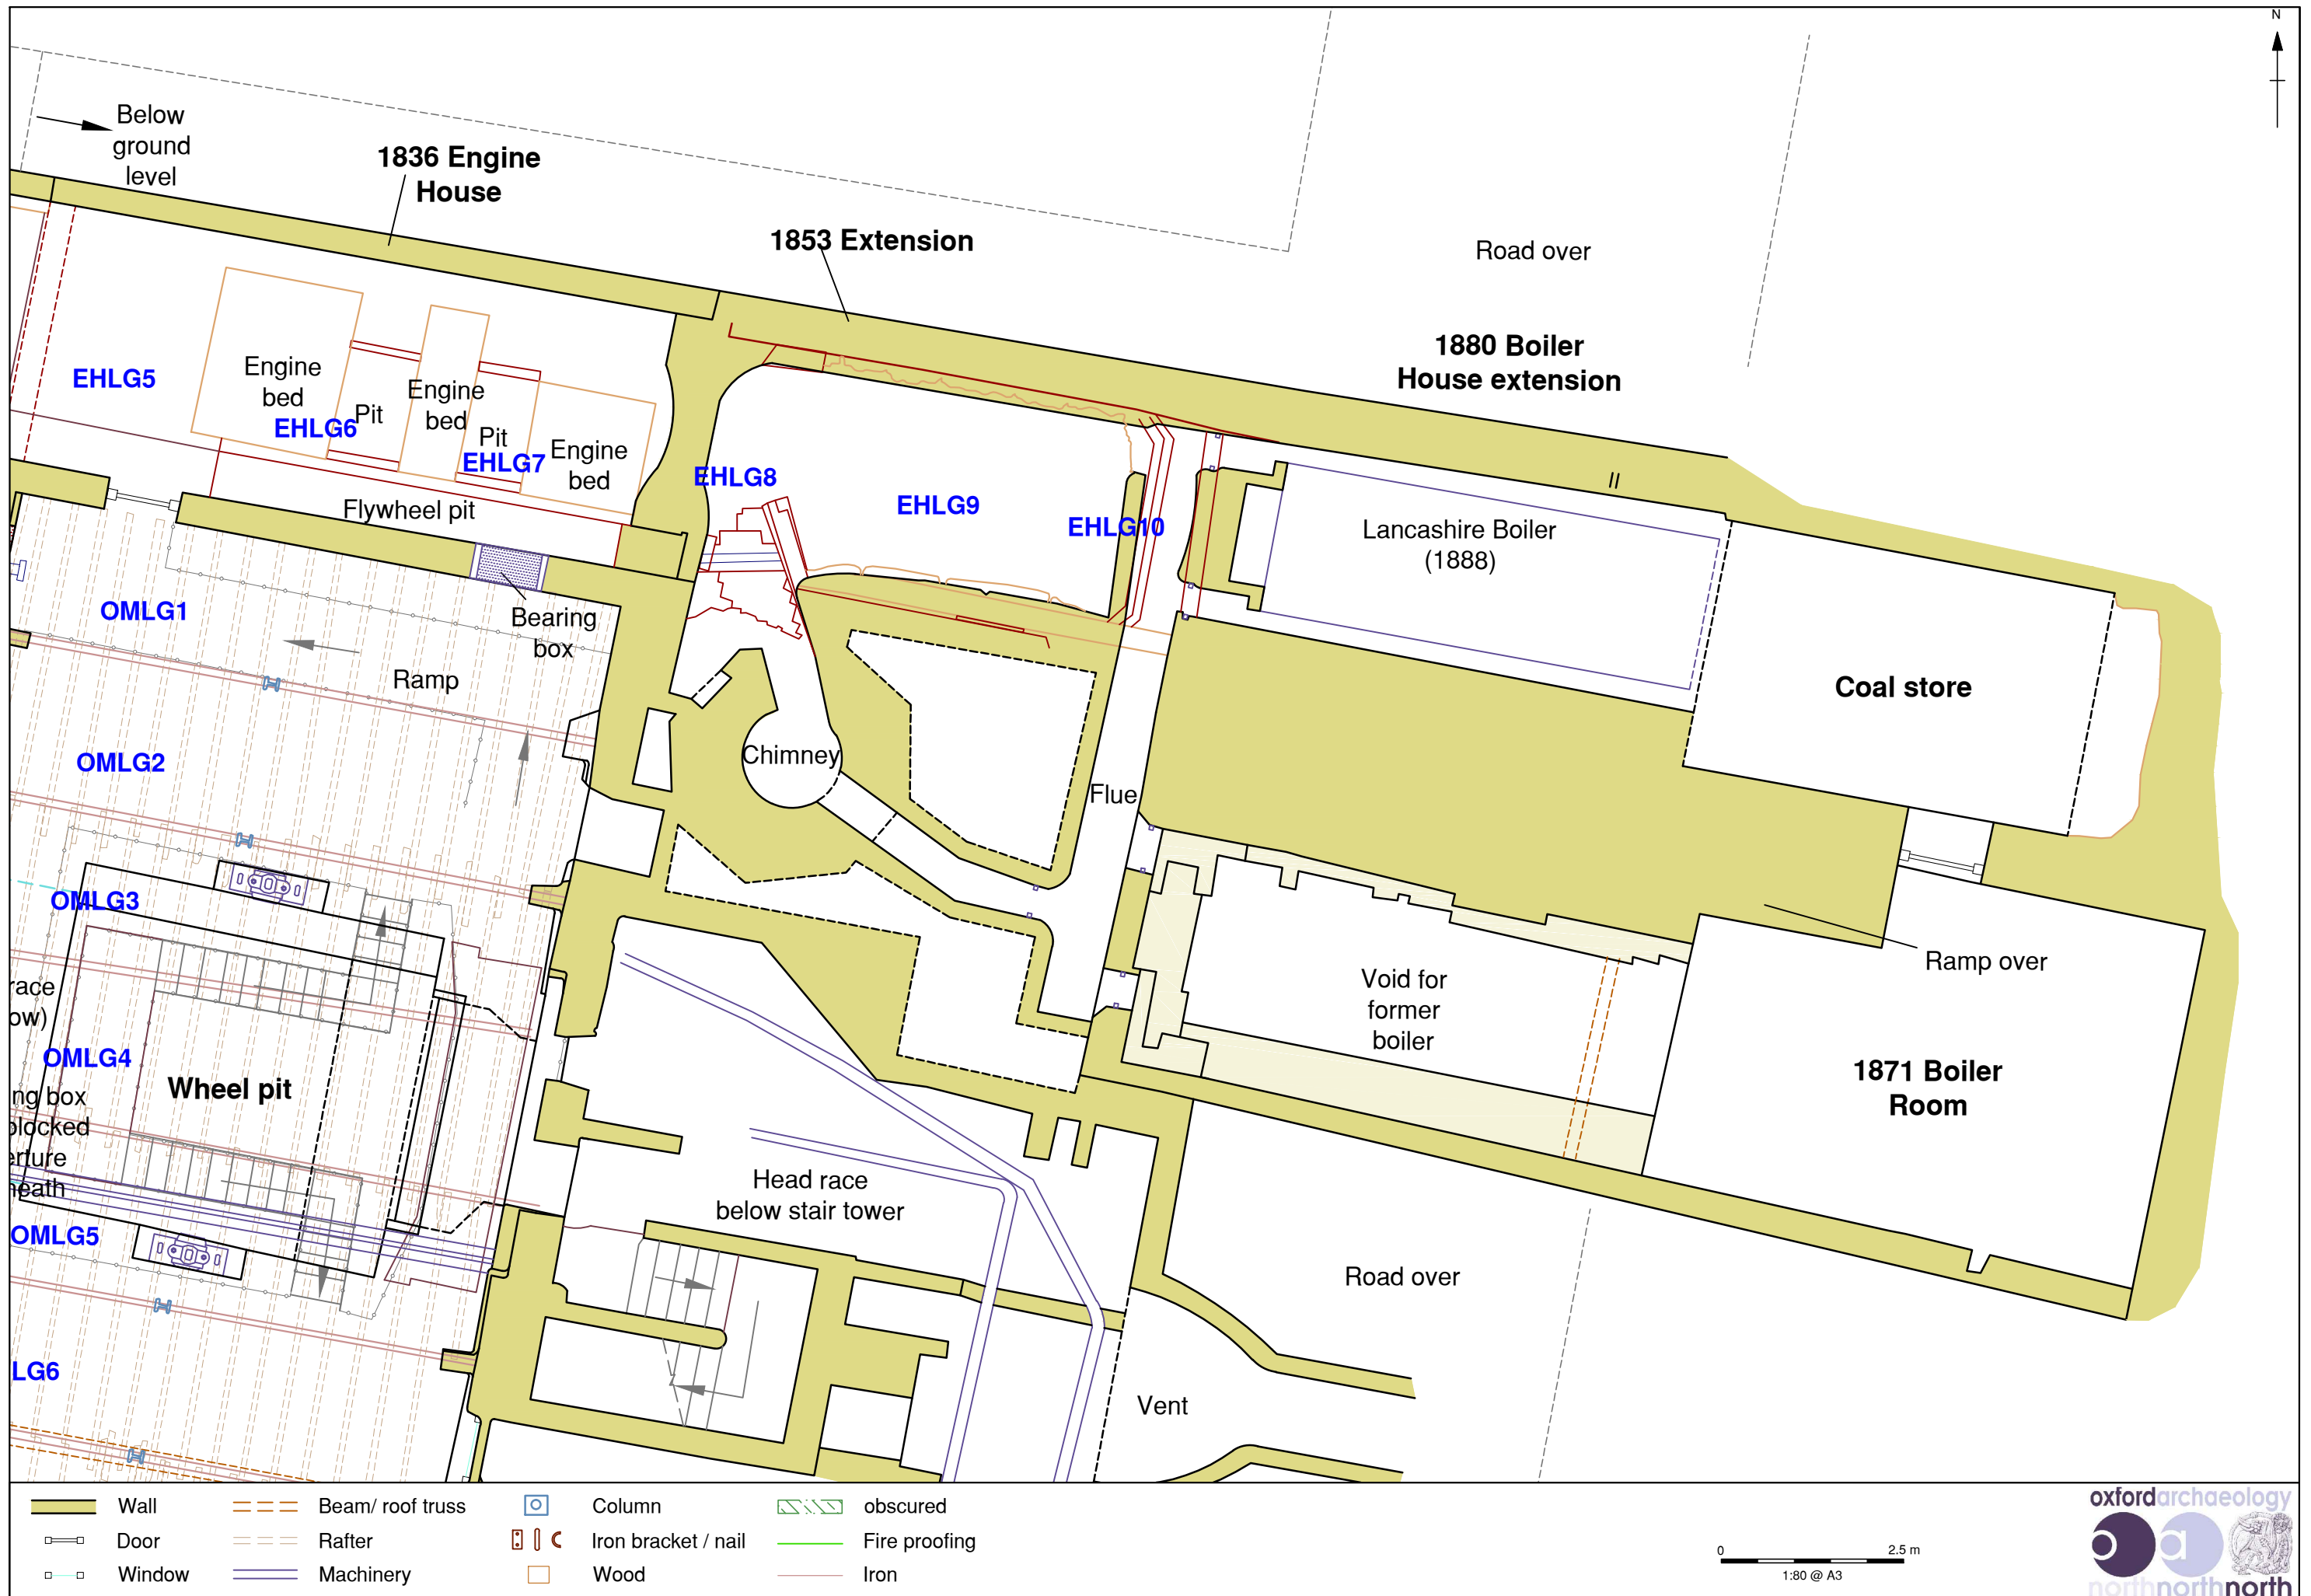 N
Below
ground
level
1836 Engine
House
1853 Extension
Road over
1880 Boiler
House extension
EHLG5
Engine
bed
EHLG6
Pit
Engine
bed
Pit
EHLG7
Engine
bed
EHLG8
EHLG9
EHLG10
Lancashire Boiler
(1888)
Flywheel pit
Bearing
box
OMLG1
Ramp
Coal store
OMLG2
Chimney
Flue
OMLG3
Ramp over
race
ow)
Void for
former
boiler
OMLG4
Wheel pit
1871 Boiler
Room
ng box
blocked
erture
neath
Head race
below stair tower
OMLG5
Road over
LG6
Vent
Wall
Beam/ roof truss
Column
obscured
Door
Rafter
Iron bracket / nail
Fire proofing
Window
Machinery
Wood
Iron
0
2.5 m
1:80 @ A3
oxfordarchaeology
oa
northnorthnorth